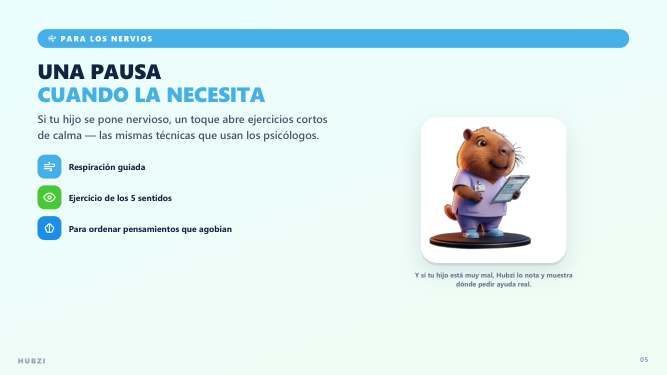 PARA LOS NERVIOS
UNA PAUSA
CUANDO LA NECESITA
Si tu hijo se pone nervioso, un toque abre ejercicios cortos
de calma — las mismas técnicas que usan los psicólogos.
Respiración guiada
Ejercicio de los 5 sentidos
Para ordenar pensamientos que agobian
Y si tu hijo está muy mal, Hubzi lo nota y muestra
dónde pedir ayuda real.
HUBZI
05